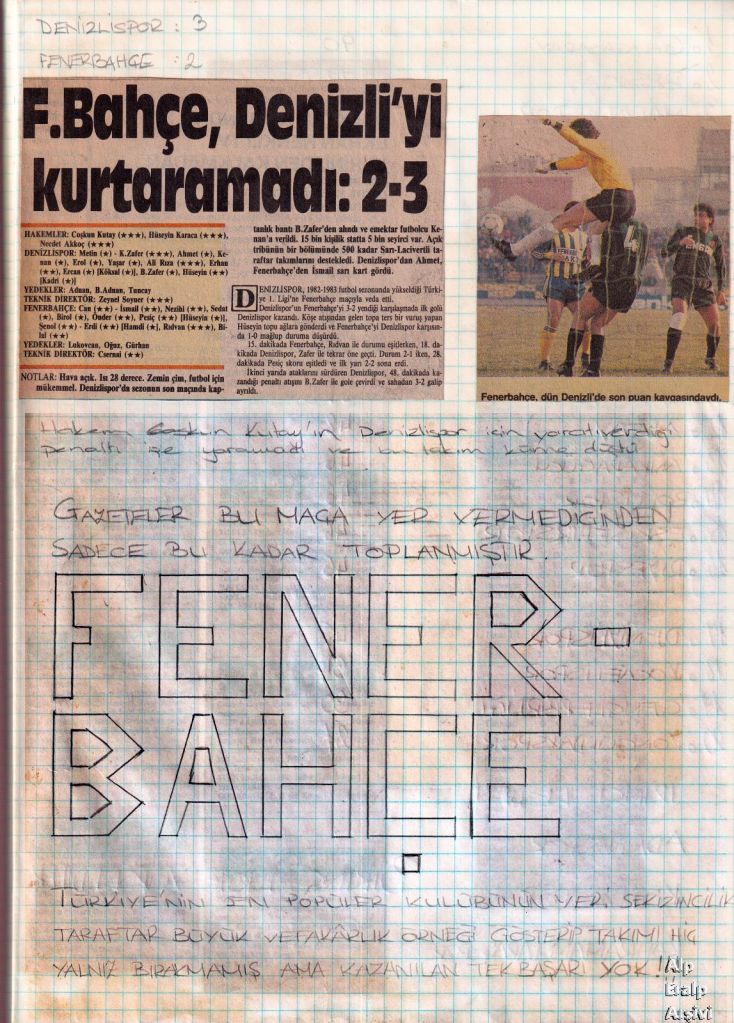 DENİZLİSPOR : 3
FENERBAHÇE : 2
F.Bahçe, Denizli'yi
kurtaramadı: 2-3
HAKEMLER: Coşkun Kutay (★★★), Hüseyin Karaca (★★★),
Necdet Akkoç (★★★)
DENİZLİSPOR: Metin (★) - K.Zafer (★★★), Ahmet (★), Ke-
nan (★), Erol (★), Yaşar (★), Ali Rıza (★★★), Erhan
(★★), Ercan (★) [Köksal (★)], B.Zafer (★), Hüseyin (★★)
[Kadri (★)]
YEDEKLER: Adnan, B.Adnan, Tuncay
TEKNİK DİREKTÖR: Zeynel Soyuer (★★★)
FENERBAHÇE: Can (★★) - İsmail (★★), Nezihi (★★), Sedat
(★), Birol (★), Önder (★★), Pesiç (★★) [Hüseyin (★)],
Şenol (★★) - Erdi (★★) [Hamdi (★), Rıdvan (★★★), Bi-
lal (★★)
YEDEKLER: Lukovcan, Oğuz, Gürhan
TEKNİK DİREKTÖR: Csernai (★★)
NOTLAR: Hava açık. Isı 28 derece. Zemin çim, futbol için
mükemmel. Denizlispor'da sezonun son maçında kap-
tanlık bantı B.Zafer'den alındı ve emektar futbolcu Ke-
nan'a verildi. 15 bin kişilik statta 5 bin seyirci var. Açık
tribünün bir bölümünde 500 kadar Sarı-Lacivertli ta-
raftar takımlarını destekledi. Denizlispor'dan Ahmet,
Fenerbahçe'den İsmail sarı kart gördü.
DENİZLİSPOR, 1982-1983 futbol sezonunda yükseldiği Türki-
ye 1. Ligi'ne Fenerbahçe maçıyla veda etti.
Denizlispor'un Fenerbahçe'yi 3-2 yendiği karşılaşmada ilk golü
Denizlispor kazandı. Köşe atışından gelen topa ters bir vuruş yapan
Hüseyin topu ağlara gönderdi ve Fenerbahçe'yi Denizlispor karşısın-
da 1-0 mağlup duruma düşürdü.
15. dakikada Fenerbahçe, Rıdvan ile durumu eşitlerken, 18. da-
kikada Denizlispor, Zafer ile tekrar öne geçti. Durum 2-1 iken, 28.
dakikada Pesiç skoru eşitledi ve ilk yarı 2-2 sona erdi.
İkinci yarıda ataklarını sürdüren Denizlispor, 48. dakikada ka-
zandığı penaltı atışını B.Zafer ile gole çevirdi ve sahadan 3-2 galip
ayrıldı.
Fenerbahçe, dün Denizli'de son puan kavgasındaydı.
Hakem Coşkun Kutay'ın Denizlispor için yaratıverdiği
penaltı işe yaramadı ve bu takım küme düştü
GAZETELER BU MAÇA YER VERMEDİĞİNDEN
SADECE BU KADAR TOPLANMIŞTIR.
FENER-
BAHÇE
TÜRKİYE'NİN EN POPÜLER KULÜBÜNÜN YERİ SEKİZİNCİLİK
TARAFTAR BÜYÜK VEFAKÂRLIK ÖRNEĞİ GÖSTERİP TAKIMI HİÇ
YALNIZ BIRAKMAMIŞ AMA KAZANILAN TEK BAŞARI YOK!
Alp
Bzalp
Arşivi